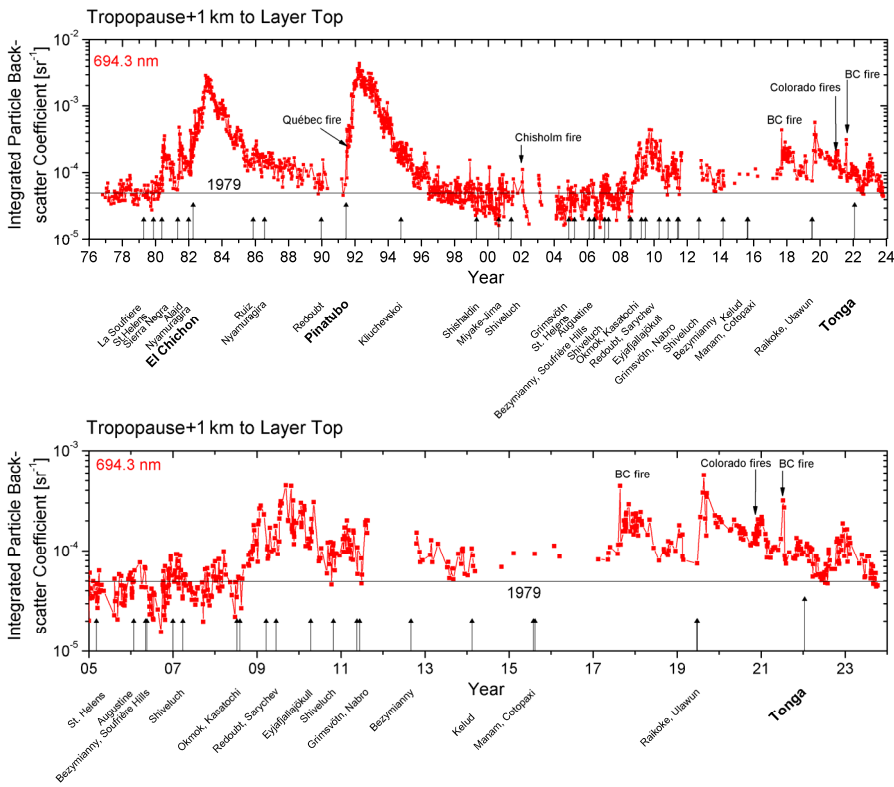 Tropopause+1 km to Layer Top
Integrated Particle Back-
scatter Coefficient [sr⁻¹]
10⁻²
10⁻³
10⁻⁴
10⁻⁵
694.3 nm
Québec fire
Chisholm fire
BC fire
Colorado fires
BC fire
1979
76 78 80 82 84 86 88 90 92 94 96 98 00 02 04 06 08 10 12 14 16 18 20 22 24
Year
La Soufriere
St.Helens
Sierra Negra
Alaid
Nyamuragira
El Chichon
Ruiz
Nyamuragira
Redoubt
Pinatubo
Kliuchevskoi
Shishaldin
Miyake-Jima
Shiveluch
Grimsvötn
St. Helens
Augustine
Bezymianny, Soufrière Hills
Shiveluch
Okmok, Kasatochi
Redoubt, Sarychev
Eyjafjallajökull
Grimsvötn, Nabro
Shiveluch
Bezymianny
Kelud
Manam, Cotopaxi
Raikoke, Ulawun
Tonga
Tropopause+1 km to Layer Top
Integrated Particle Back-
scatter Coefficient [sr⁻¹]
10⁻³
10⁻⁴
10⁻⁵
694.3 nm
BC fire
Colorado fires
BC fire
1979
05 07 09 11 13 15 17 19 21 23
Year
St. Helens
Augustine
Bezymianny, Soufrière Hills
Shiveluch
Okmok, Kasatochi
Redoubt, Sarychev
Eyjafjallajökull
Shiveluch
Grimsvötn, Nabro
Bezymianny
Kelud
Manam, Cotopaxi
Raikoke, Ulawun
Tonga